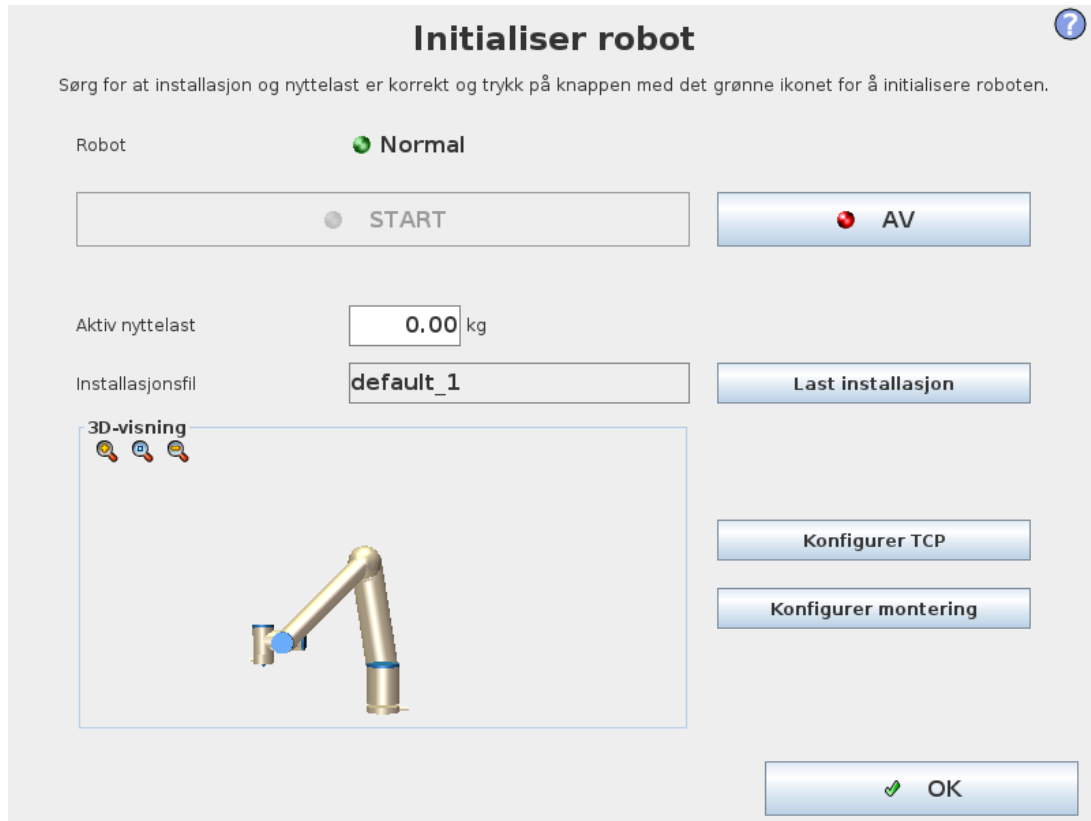 Initialiser robot
?
Sørg for at installasjon og nyttelast er korrekt og trykk på knappen med det grønne ikonet for å initialisere roboten.
Robot Normal
START AV
Aktiv nyttelast 0.00 kg
Installasjonsfil default_1 Last installasjon
3D-visning
Konfigurer TCP
Konfigurer montering
OK